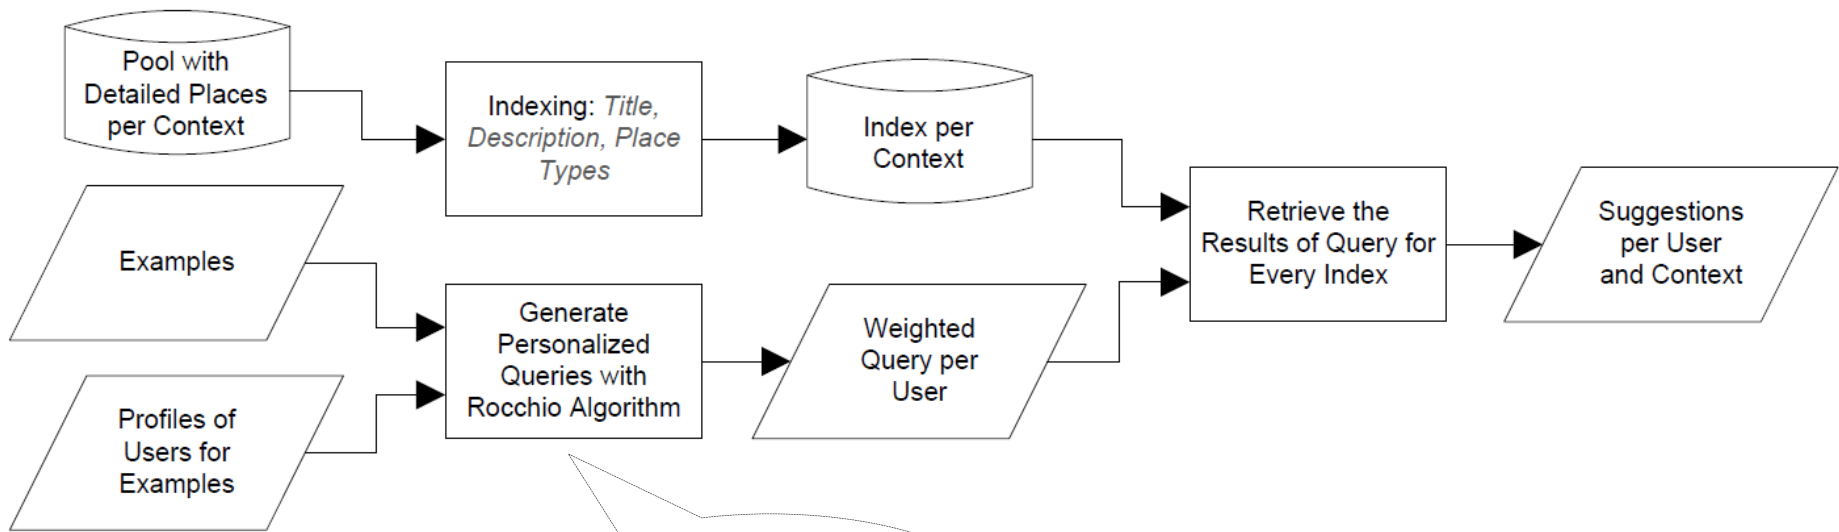 Pool with
Detailed Places
per Context
Indexing: Title,
Description, Place
Types
Index per
Context
Retrieve the
Results of Query for
Every Index
Suggestions
per User
and Context
Examples
Generate
Personalized
Queries with
Rocchio Algorithm
Weighted
Query per
User
Profiles of
Users for
Examples